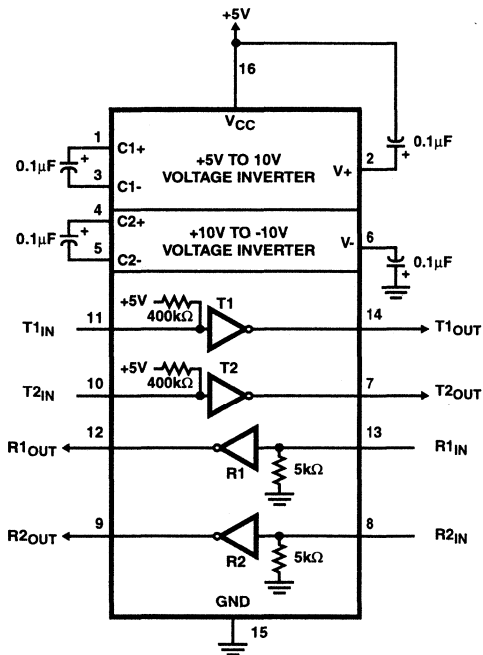 +5V
16
VCC
1
C1+
0.1µF
+
3
C1-
+5V TO 10V
VOLTAGE INVERTER
2
V+
0.1µF
+
4
C2+
0.1µF
+
5
C2-
+10V TO -10V
VOLTAGE INVERTER
V-
6
0.1µF
+
+5V
400kΩ
T1
T1IN
11
14
T1OUT
+5V
400kΩ
T2
T2IN
10
7
T2OUT
R1OUT
12
13
R1IN
R1
5kΩ
R2OUT
9
8
R2IN
R2
5kΩ
GND
15